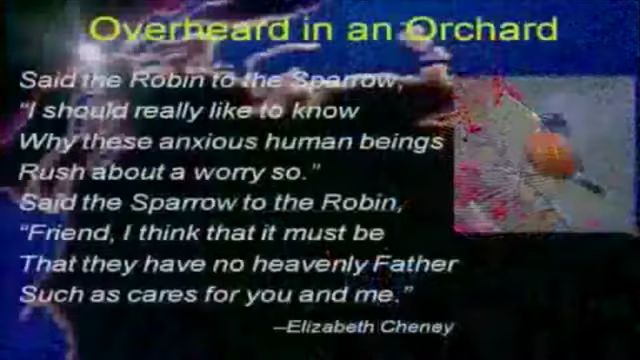 Overheard in an Orchard
Said the Robin to the Sparrow,
"I should really like to know
Why these anxious human beings
Rush about a worry so."
Said the Sparrow to the Robin,
"Friend, I think that it must be
That they have no heavenly Father
Such as cares for you and me."
--Elizabeth Cheney